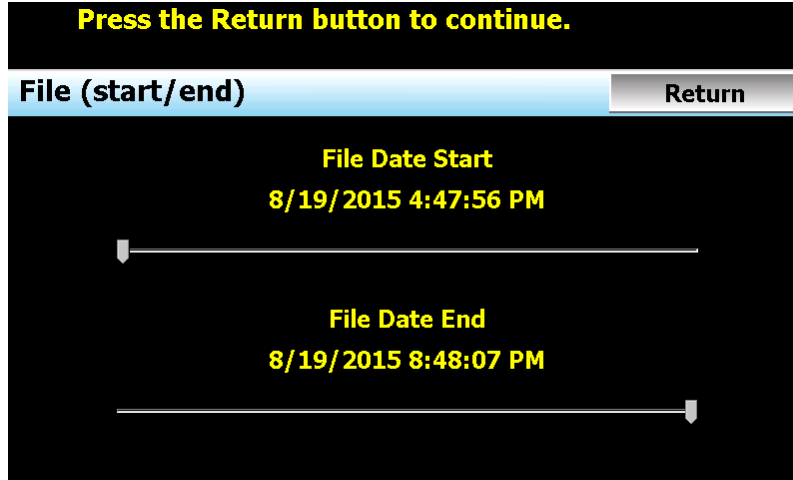 Press the Return button to continue.
File (start/end)
Return
File Date Start
8/19/2015 4:47:56 PM
File Date End
8/19/2015 8:48:07 PM